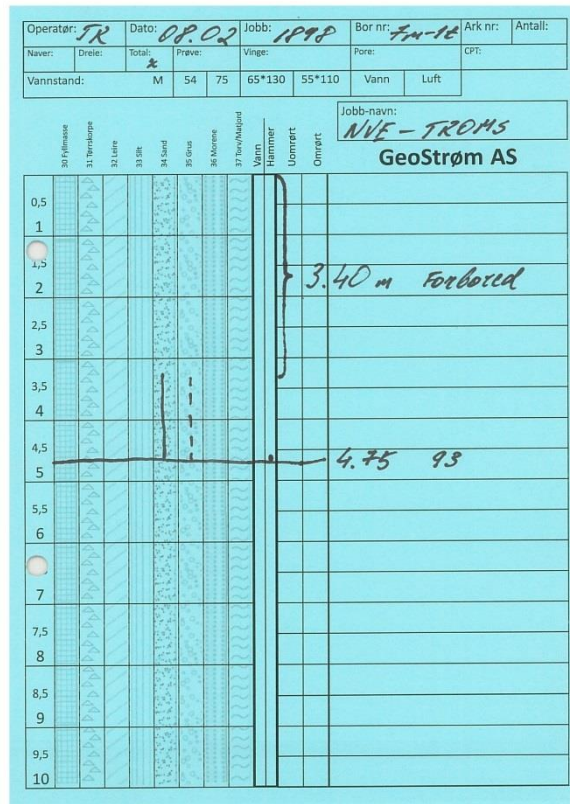 Operatør: TR Dato: 08.02 Jobb: 1898 Bor nr: 7m-1t Ark nr: Antall:
Naver: Dreie: Total: x Prøve: Vinge: Pore: CPT:
Vannstand: M 54 75 65*130 55*110 Vann Luft
Jobb-navn:
NVE - TROMS
GeoStrøm AS
30 Fyllmasse
31 Tørrskorpe
32 Leire
33 Silt
34 Sand
35 Grus
36 Morene
37 Torv/Matjord
Vann
Hammer
Uomrørt
Omrørt
0,5
1
1,5
2
3.40 m Forbored
2,5
3
3,5
4
4,5
4.75 93
5
5,5
6
7
7,5
8
8,5
9
9,5
10